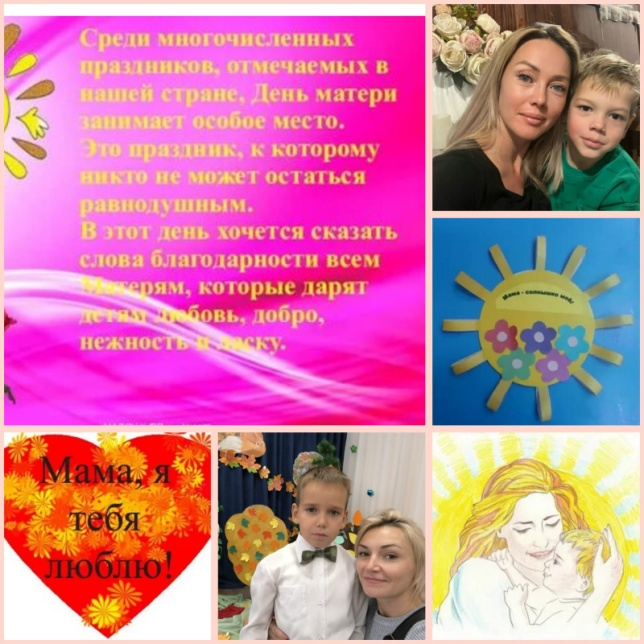 Среди многочисленных
праздников, отмечаемых в
нашей стране, День матери
занимает особое место.
Это праздник, к которому
никто не может остаться
равнодушным.
В этот день хочется сказать
слова благодарности всем
Матерям, которые дарят
детям любовь, добро,
нежность и ласку.
Мама - солнышко моё!
Мама, я
тебя
люблю!